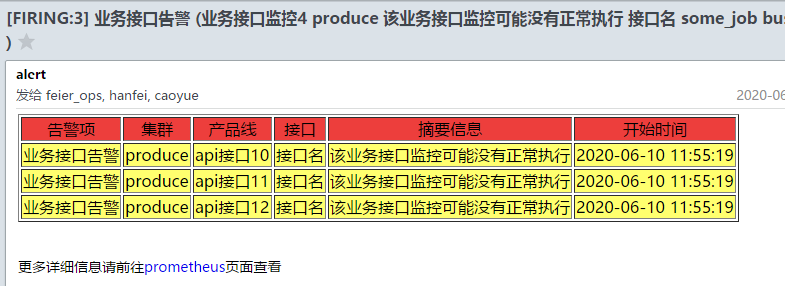 [FIRING:3] 业务接口告警 (业务接口监控4 produce 该业务接口监控可能没有正常执行 接口名 some_job
)
alert
发给 feier_ops, hanfei, caoyue 2020-06
告警项 集群 产品线 接口 摘要信息 开始时间
业务接口告警 produce api接口10 接口名 该业务接口监控可能没有正常执行 2020-06-10 11:55:19
业务接口告警 produce api接口11 接口名 该业务接口监控可能没有正常执行 2020-06-10 11:55:19
业务接口告警 produce api接口12 接口名 该业务接口监控可能没有正常执行 2020-06-10 11:55:19
更多详细信息请前往prometheus页面查看